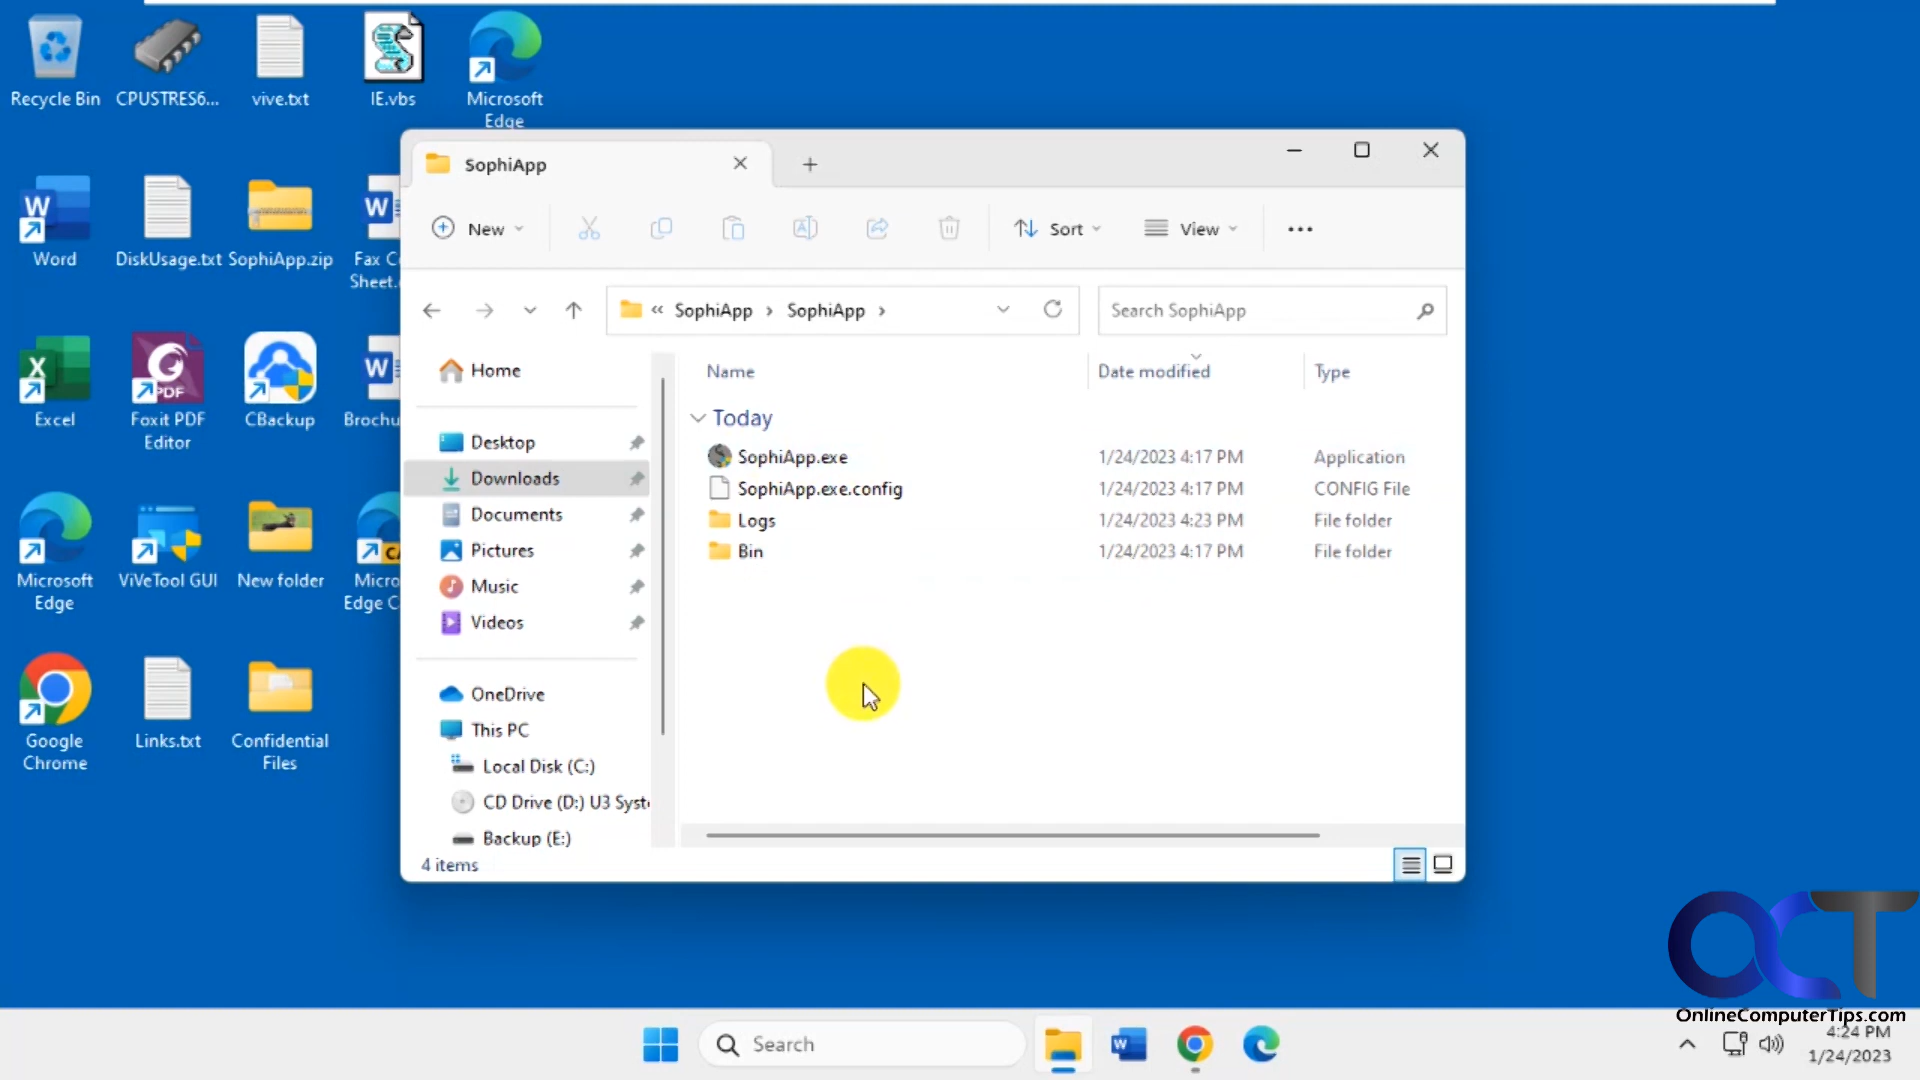 Recycle Bin
CPUSTRES6...
vive.txt
IE.vbs
Microsoft
Edge
Word
DiskUsage.txt
SophiApp.zip
Fax C
Sheet.
Excel
Foxit PDF
Editor
CBackup
Brochu
Microsoft
Edge
ViVeTool GUI
New folder
Micro
Edge C
Google
Chrome
Links.txt
Confidential
Files
SophiApp
New
Sort
View
« SophiApp › SophiApp ›
Search SophiApp
Home
Desktop
Downloads
Documents
Pictures
Music
Videos
OneDrive
This PC
Local Disk (C:)
CD Drive (D:) U3 Syst
Backup (E:)
Name Date modified Type
Today
SophiApp.exe 1/24/2023 4:17 PM Application
SophiApp.exe.config 1/24/2023 4:17 PM CONFIG File
Logs 1/24/2023 4:23 PM File folder
Bin 1/24/2023 4:17 PM File folder
4 items
OCT
OnlineComputerTips.com
Search
4:24 PM
1/24/2023